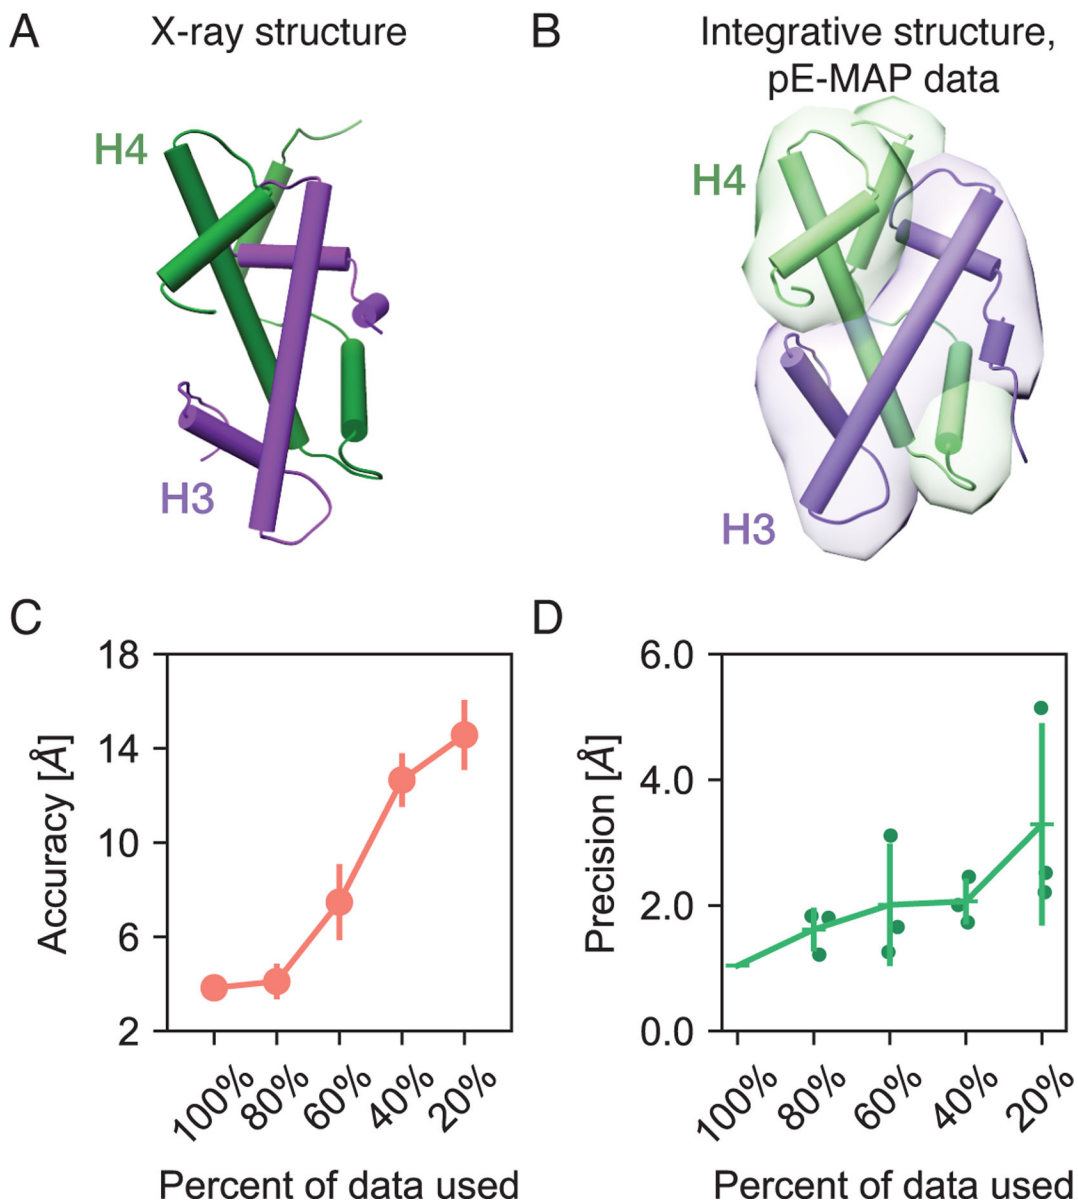 A
X-ray structure
H4
H3
B
Integrative structure,
pE-MAP data
H4
H3
C
18
14
10
6
2
Accuracy [Å]
100%
80%
60%
40%
20%
Percent of data used
D
6.0
4.0
2.0
0.0
Precision [Å]
100%
80%
60%
40%
20%
Percent of data used